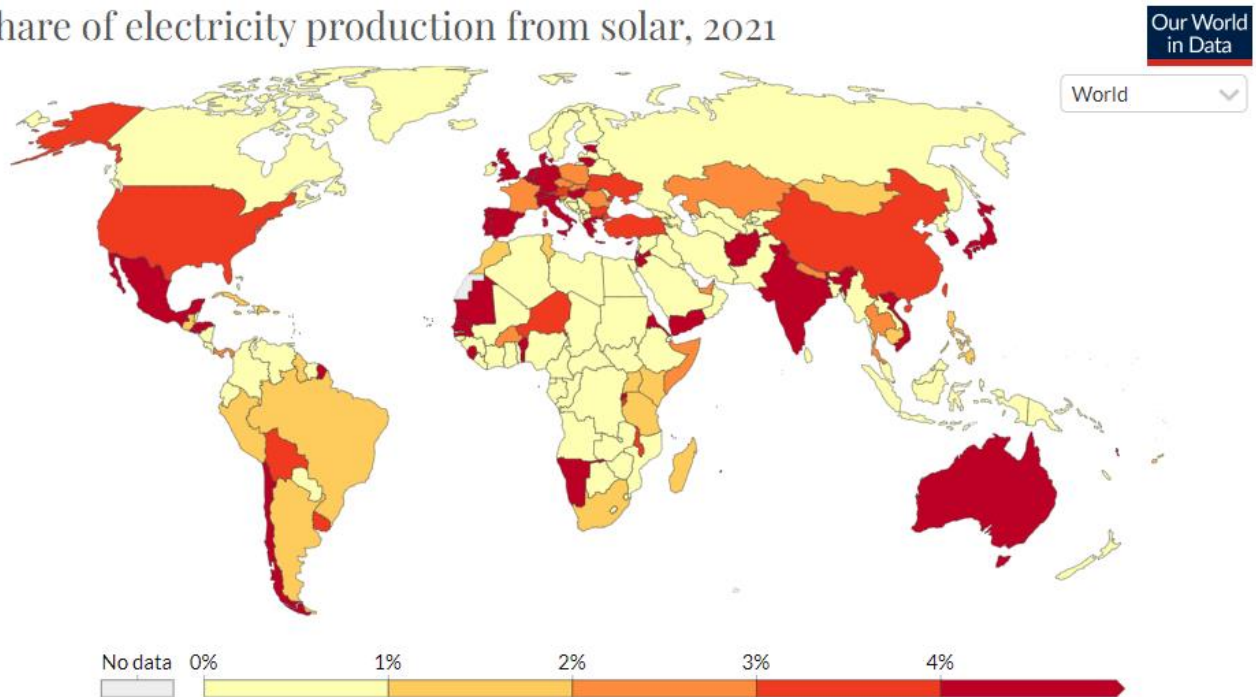 hare of electricity production from solar, 2021
Our World
in Data
World
No data 0% 1% 2% 3% 4%